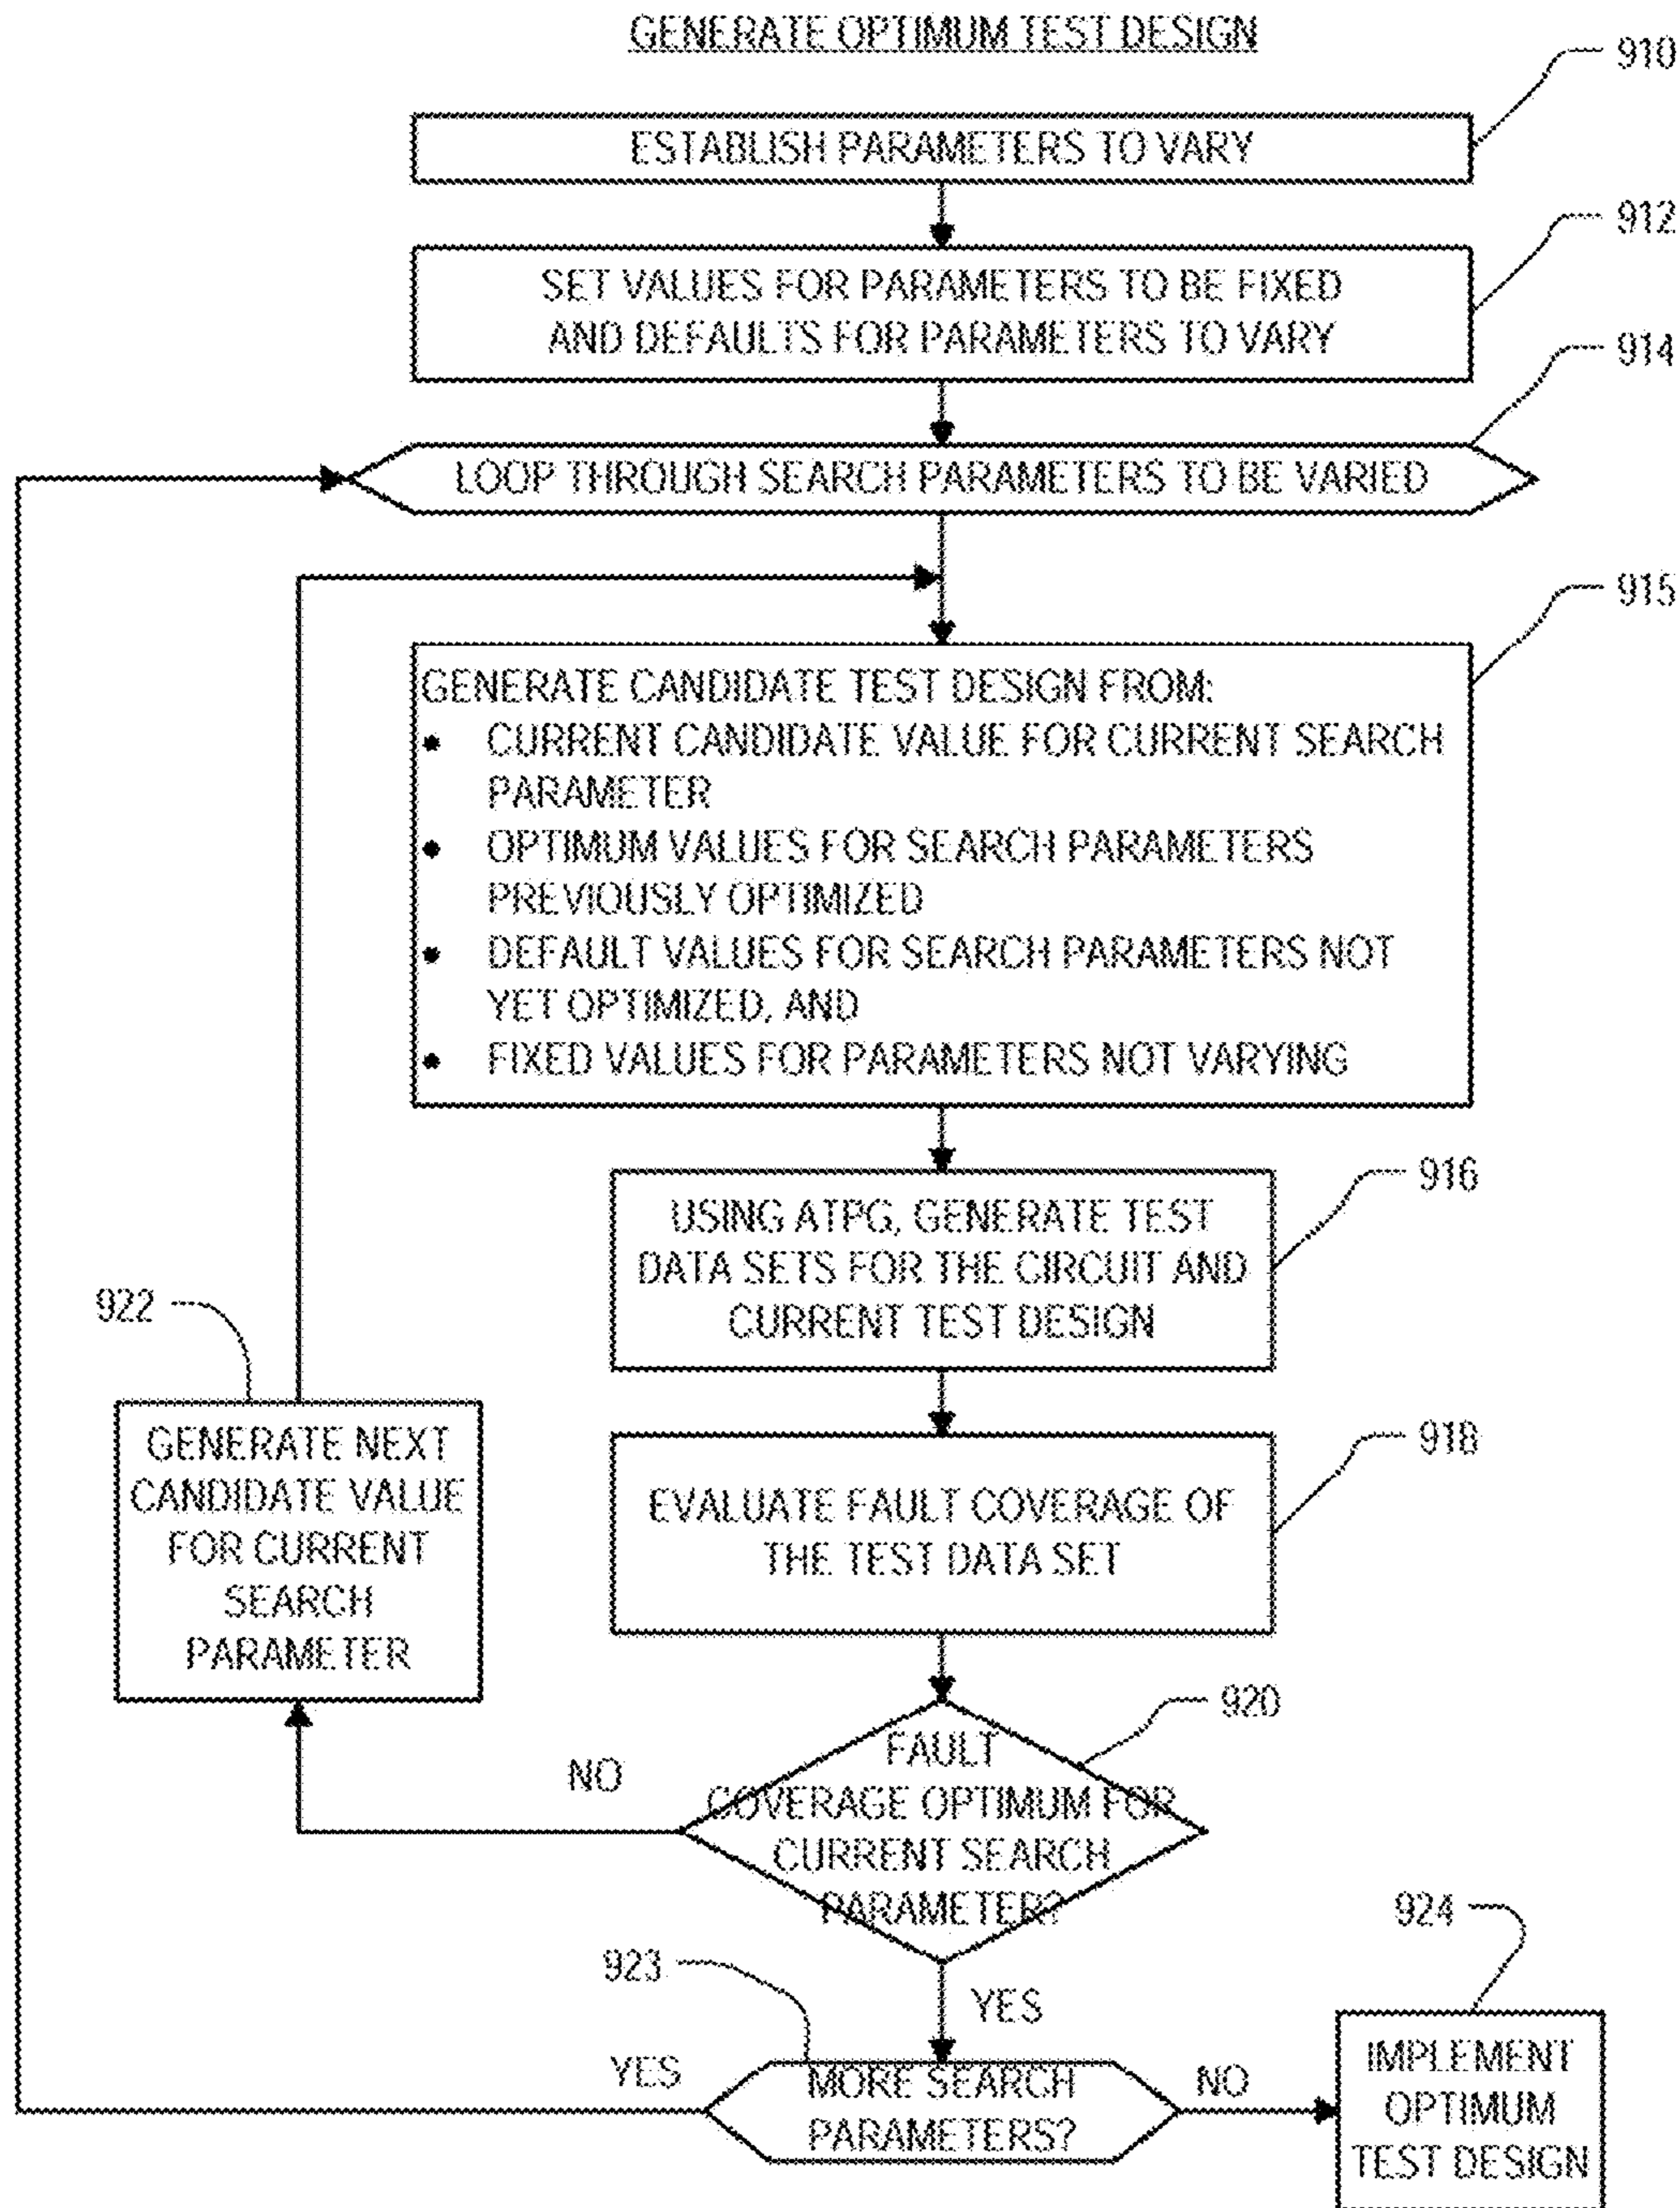 GENERATE OPTIMUM TEST DESIGN
910
ESTABLISH PARAMETERS TO VARY
912
SET VALUES FOR PARAMETERS TO BE FIXED
AND DEFAULTS FOR PARAMETERS TO VARY
914
LOOP THROUGH SEARCH PARAMETERS TO BE VARIED
915
GENERATE CANDIDATE TEST DESIGN FROM:
• CURRENT CANDIDATE VALUE FOR CURRENT SEARCH
PARAMETER
• OPTIMUM VALUES FOR SEARCH PARAMETERS
PREVIOUSLY OPTIMIZED
• DEFAULT VALUES FOR SEARCH PARAMETERS NOT
YET OPTIMIZED, AND
• FIXED VALUES FOR PARAMETERS NOT VARYING
916
USING ATPG, GENERATE TEST
DATA SETS FOR THE CIRCUIT AND
CURRENT TEST DESIGN
922
GENERATE NEXT
CANDIDATE VALUE
FOR CURRENT
SEARCH
PARAMETER
918
EVALUATE FAULT COVERAGE OF
THE TEST DATA SET
920
FAULT
COVERAGE OPTIMUM FOR
CURRENT SEARCH
PARAMETER?
NO
YES
923
MORE SEARCH
PARAMETERS?
YES
NO
924
IMPLEMENT
OPTIMUM
TEST DESIGN